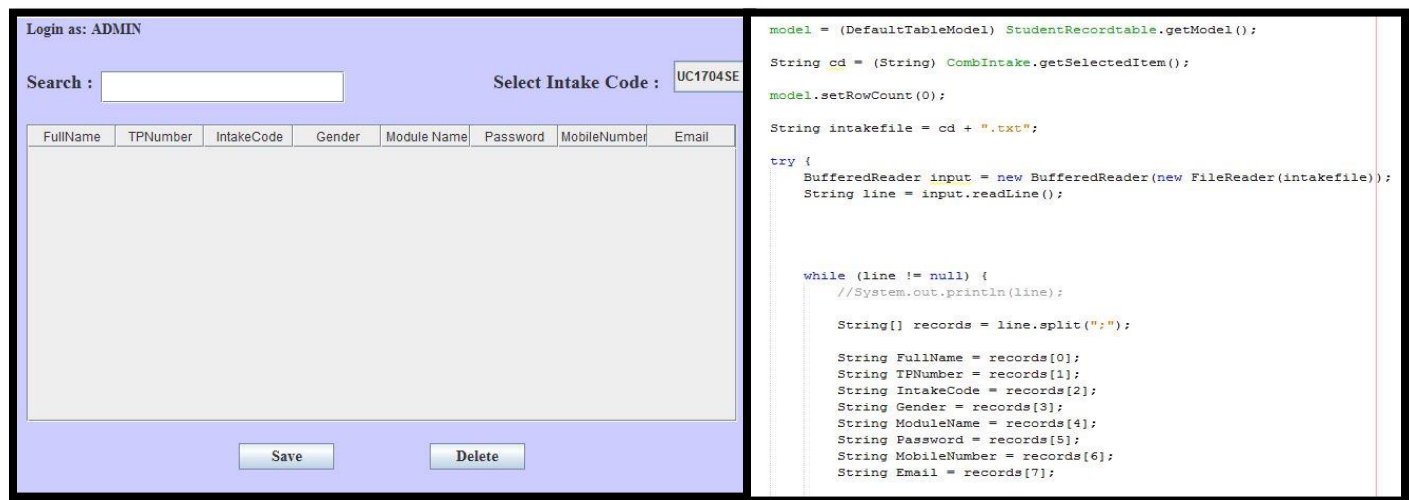 Login as: ADMIN
Search :
Select Intake Code :
UC1704SE
FullName TPNumber IntakeCode Gender Module Name Password MobileNumber Email
Save
Delete
model = (DefaultTableModel) StudentRecordtable.getModel();
String cd = (String) CombIntake.getSelectedItem();
model.setRowCount(0);
String intakefile = cd + ".txt";
try {
BufferedReader input = new BufferedReader(new FileReader(intakefile));
String line = input.readLine();
while (line != null) {
//System.out.println(line);
String[] records = line.split(";");
String FullName = records[0];
String TPNumber = records[1];
String IntakeCode = records[2];
String Gender = records[3];
String ModuleName = records[4];
String Password = records[5];
String MobileNumber = records[6];
String Email = records[7];